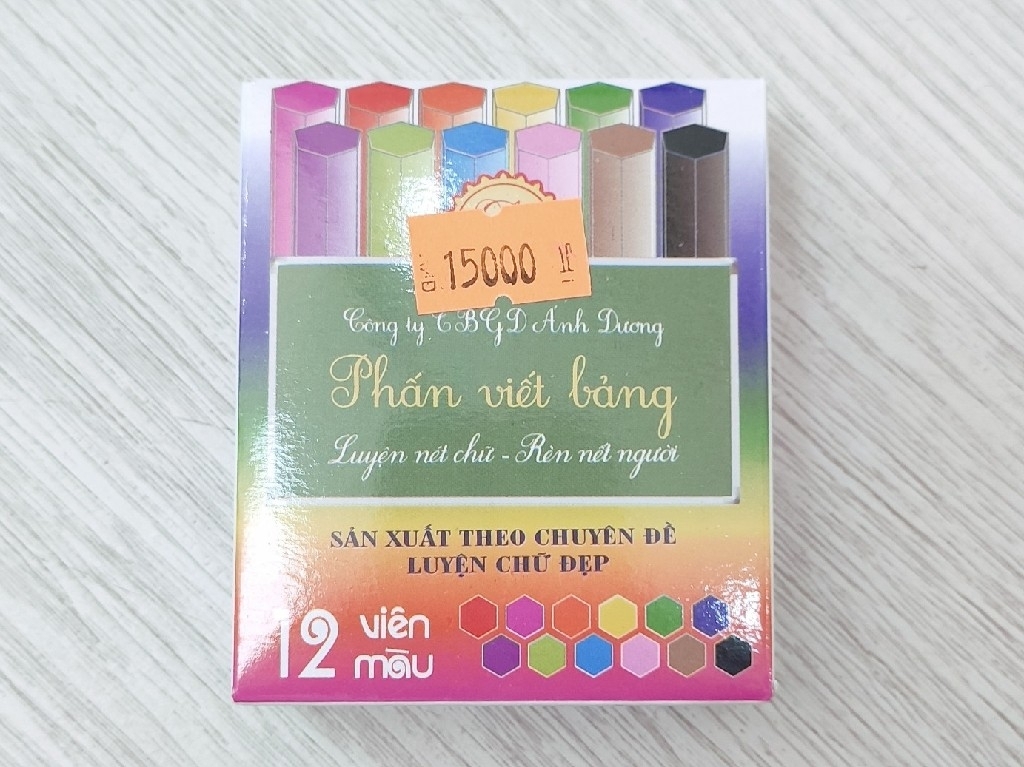 15000
Công ty TBGD Ánh Dương
Phấn viết bảng
Luyện nét chữ - Rèn nết người
SẢN XUẤT THEO CHUYÊN ĐỀ
LUYỆN CHỮ ĐẸP
12 viên
màu